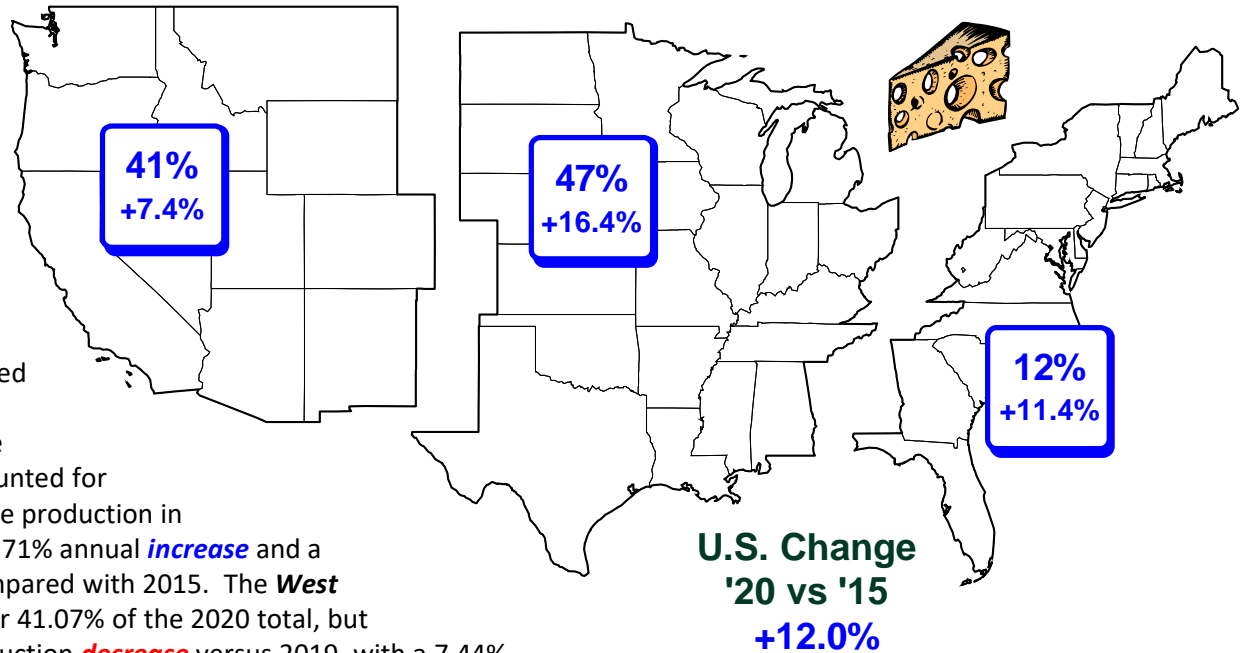 41%
+7.4%
47%
+16.4%
12%
+11.4%
ed
e
unted for
e production in
71% annual increase and a
mpared with 2015. The West
r 41.07% of the 2020 total, but
uction decrease versus 2019, with a 7.44%
U.S. Change
'20 vs '15
+12.0%